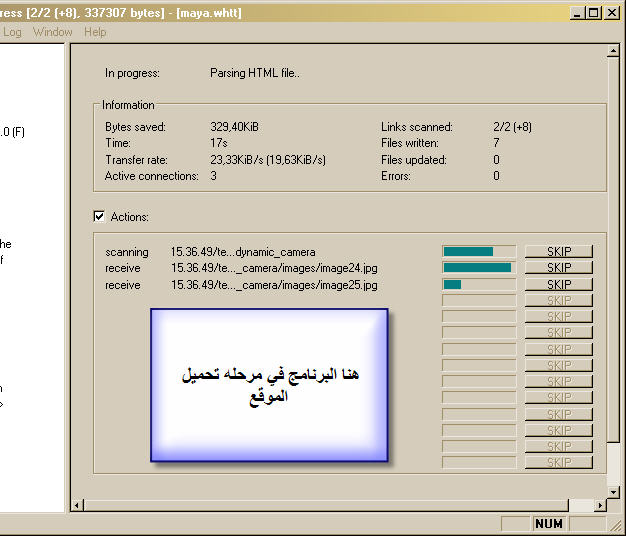 ress [2/2 (+8), 337307 bytes] - [maya.whtt]
Log Window Help
In progress: Parsing HTML file..
Information
Bytes saved: 329,40KiB Links scanned: 2/2 (+8)
Time: 17s Files written: 7
Transfer rate: 23,33KiB/s (19,63KiB/s) Files updated: 0
Active connections: 3 Errors: 0
.0 (F)
Actions:
he
f
scanning 15.36.49/te..._dynamic_camera SKIP
receive 15.36.49/te..._camera/images/image24.jpg SKIP
receive 15.36.49/te..._camera/images/image25.jpg SKIP
SKIP
SKIP
SKIP
SKIP
SKIP
SKIP
SKIP
SKIP
SKIP
SKIP
SKIP
هنا البرنامج في مرحله تحميل
الموقع
n
>
NUM